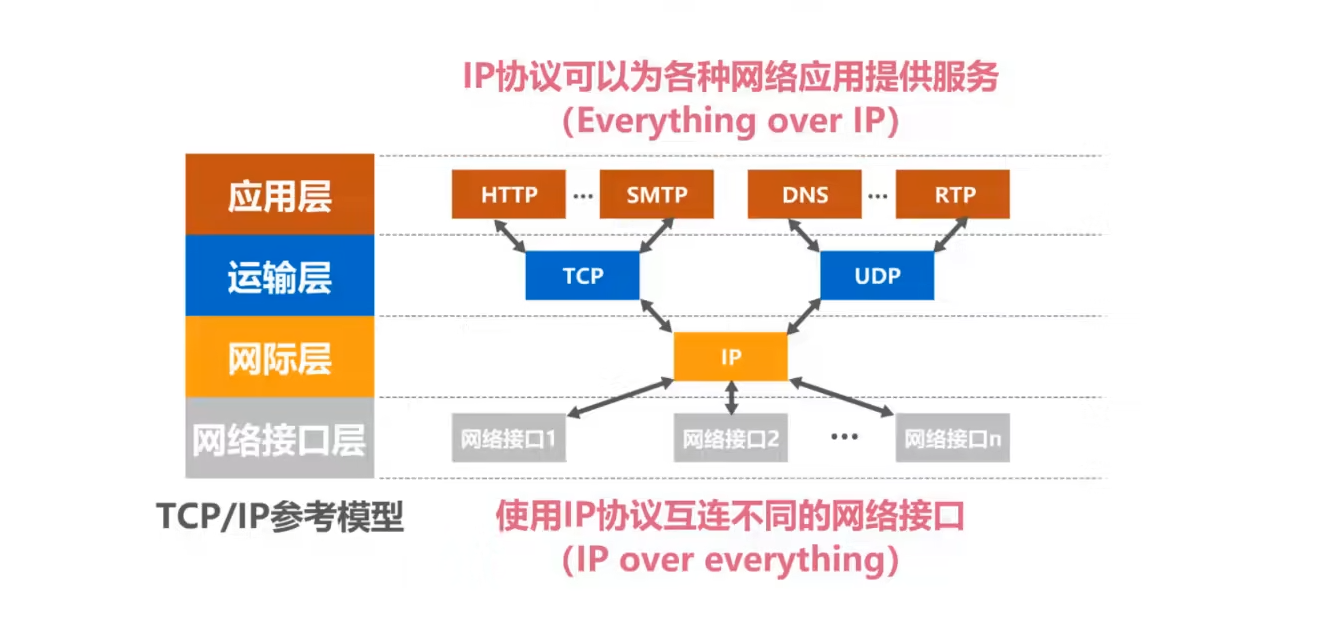 IP协议可以为各种网络应用提供服务
(Everything over IP)
应用层
HTTP
...
SMTP
DNS
...
RTP
运输层
TCP
UDP
网际层
IP
网络接口层
网络接口1
网络接口2
...
网络接口n
TCP/IP参考模型
使用IP协议互连不同的网络接口
(IP over everything)